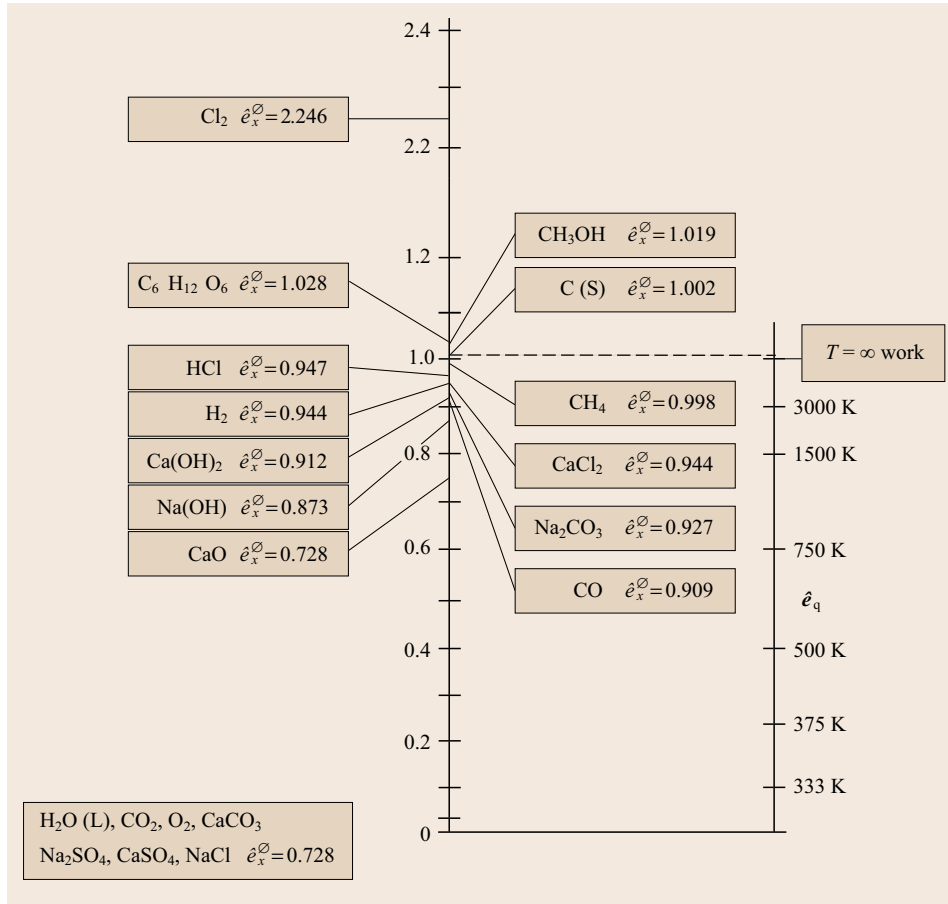 2.4
Cl₂ ê_x^∅ = 2.246
2.2
CH₃OH ê_x^∅ = 1.019
1.2
C₆ H₁₂ O₆ ê_x^∅ = 1.028
C (S) ê_x^∅ = 1.002
1.0
T = ∞ work
HCl ê_x^∅ = 0.947
H₂ ê_x^∅ = 0.944
CH₄ ê_x^∅ = 0.998
3000 K
Ca(OH)₂ ê_x^∅ = 0.912
0.8
CaCl₂ ê_x^∅ = 0.944
1500 K
Na(OH) ê_x^∅ = 0.873
Na₂CO₃ ê_x^∅ = 0.927
CaO ê_x^∅ = 0.728
0.6
750 K
CO ê_x^∅ = 0.909
ê_q
0.4
500 K
375 K
0.2
333 K
H₂O (L), CO₂, O₂, CaCO₃
Na₂SO₄, CaSO₄, NaCl ê_x^∅ = 0.728
0